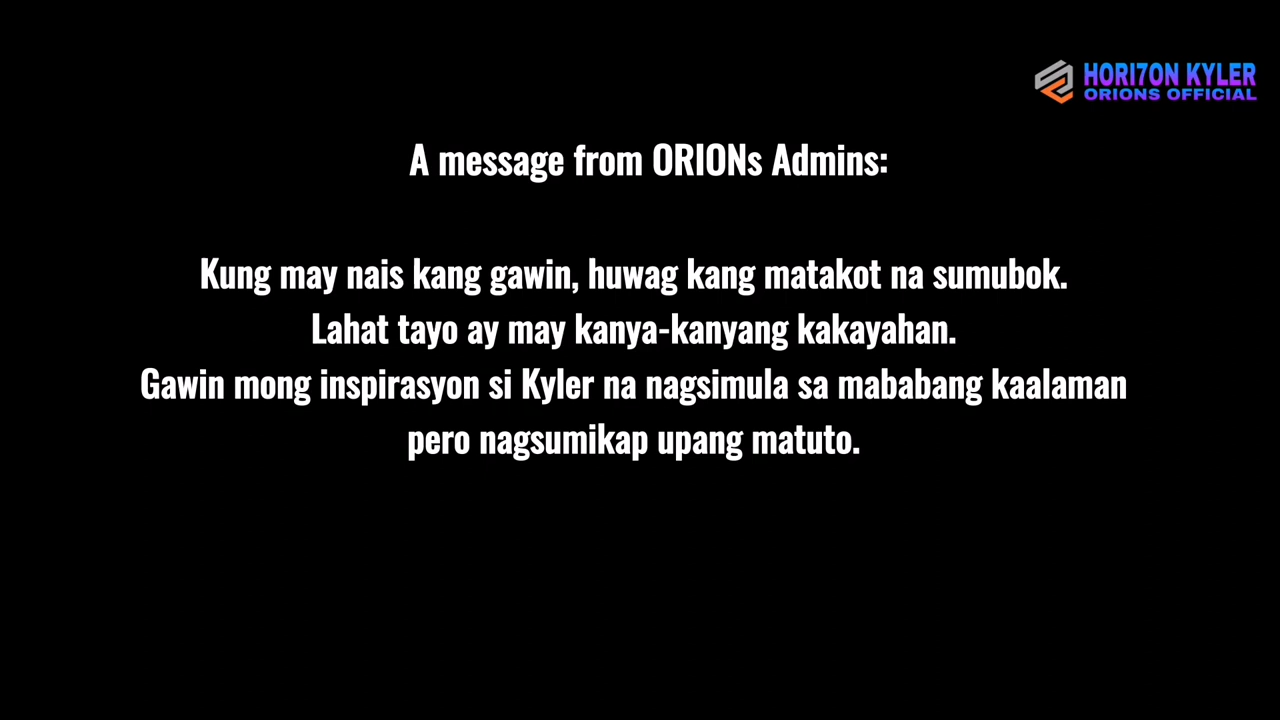 HORI7ON KYLER
ORIONS OFFICIAL
A message from ORIONs Admins:
Kung may nais kang gawin, huwag kang matakot na sumubok.
Lahat tayo ay may kanya-kanyang kakayahan.
Gawin mong inspirasyon si Kyler na nagsimula sa mababang kaalaman
pero nagsumikap upang matuto.